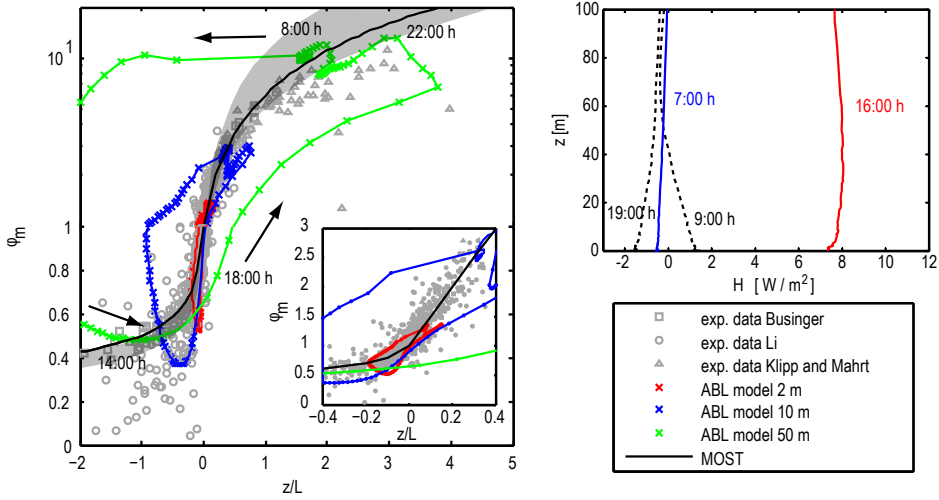 8:00 h
22:00 h
18:00 h
14:00 h
φm
10^1
1
0.8
0.6
0.4
0.2
0
−2
−1
0
1
2
3
4
5
z/L
φm
3
2.5
2
1.5
1
0.5
0
−0.4
−0.2
0
0.2
0.4
z/L
z [m]
100
80
60
40
20
0
7:00 h
16:00 h
19:00 h
9:00 h
−2
0
2
4
6
8
10
12
H [ W / m²]
exp. data Businger
exp. data Li
exp. data Klipp and Mahrt
ABL model 2 m
ABL model 10 m
ABL model 50 m
MOST